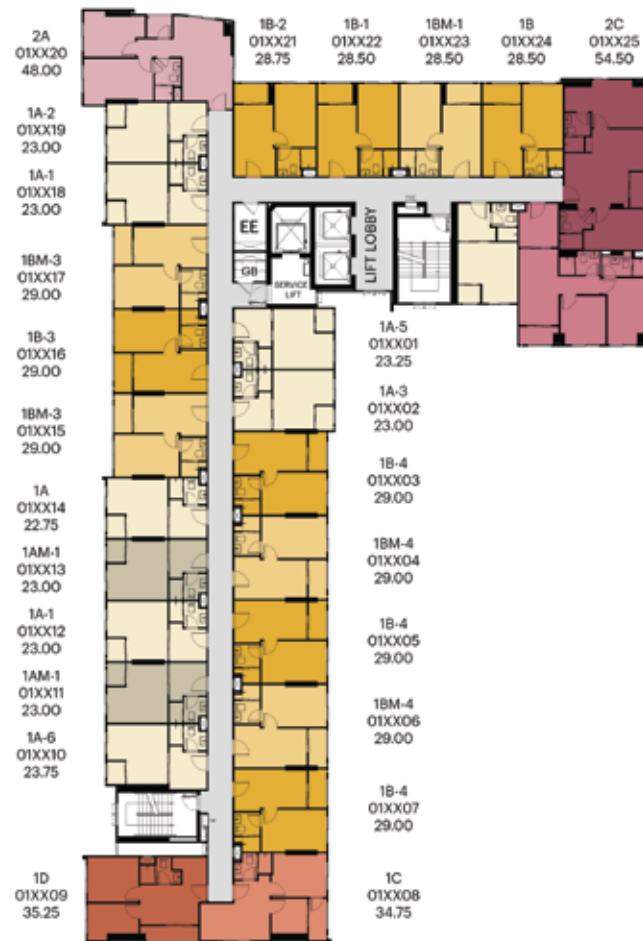 2A
01XX20
48.00
1B-2
01XX21
28.75
1B-1
01XX22
28.50
1BM-1
01XX23
28.50
1B
01XX24
28.50
2C
01XX25
54.50
1A-2
01XX19
23.00
1A-1
01XX18
23.00
1BM-3
01XX17
29.00
1B-3
01XX16
29.00
1BM-3
01XX15
29.00
1A
01XX14
22.75
1AM-1
01XX13
23.00
1A-1
01XX12
23.00
1AM-1
01XX11
23.00
1A-6
01XX10
23.75
1D
01XX09
35.25
EE
GB
SERVICE
LIFT
LIFT LOBBY
1A-5
01XX01
23.25
1A-3
01XX02
23.00
1B-4
01XX03
29.00
1BM-4
01XX04
29.00
1B-4
01XX05
29.00
1BM-4
01XX06
29.00
1B-4
01XX07
29.00
1C
01XX08
34.75